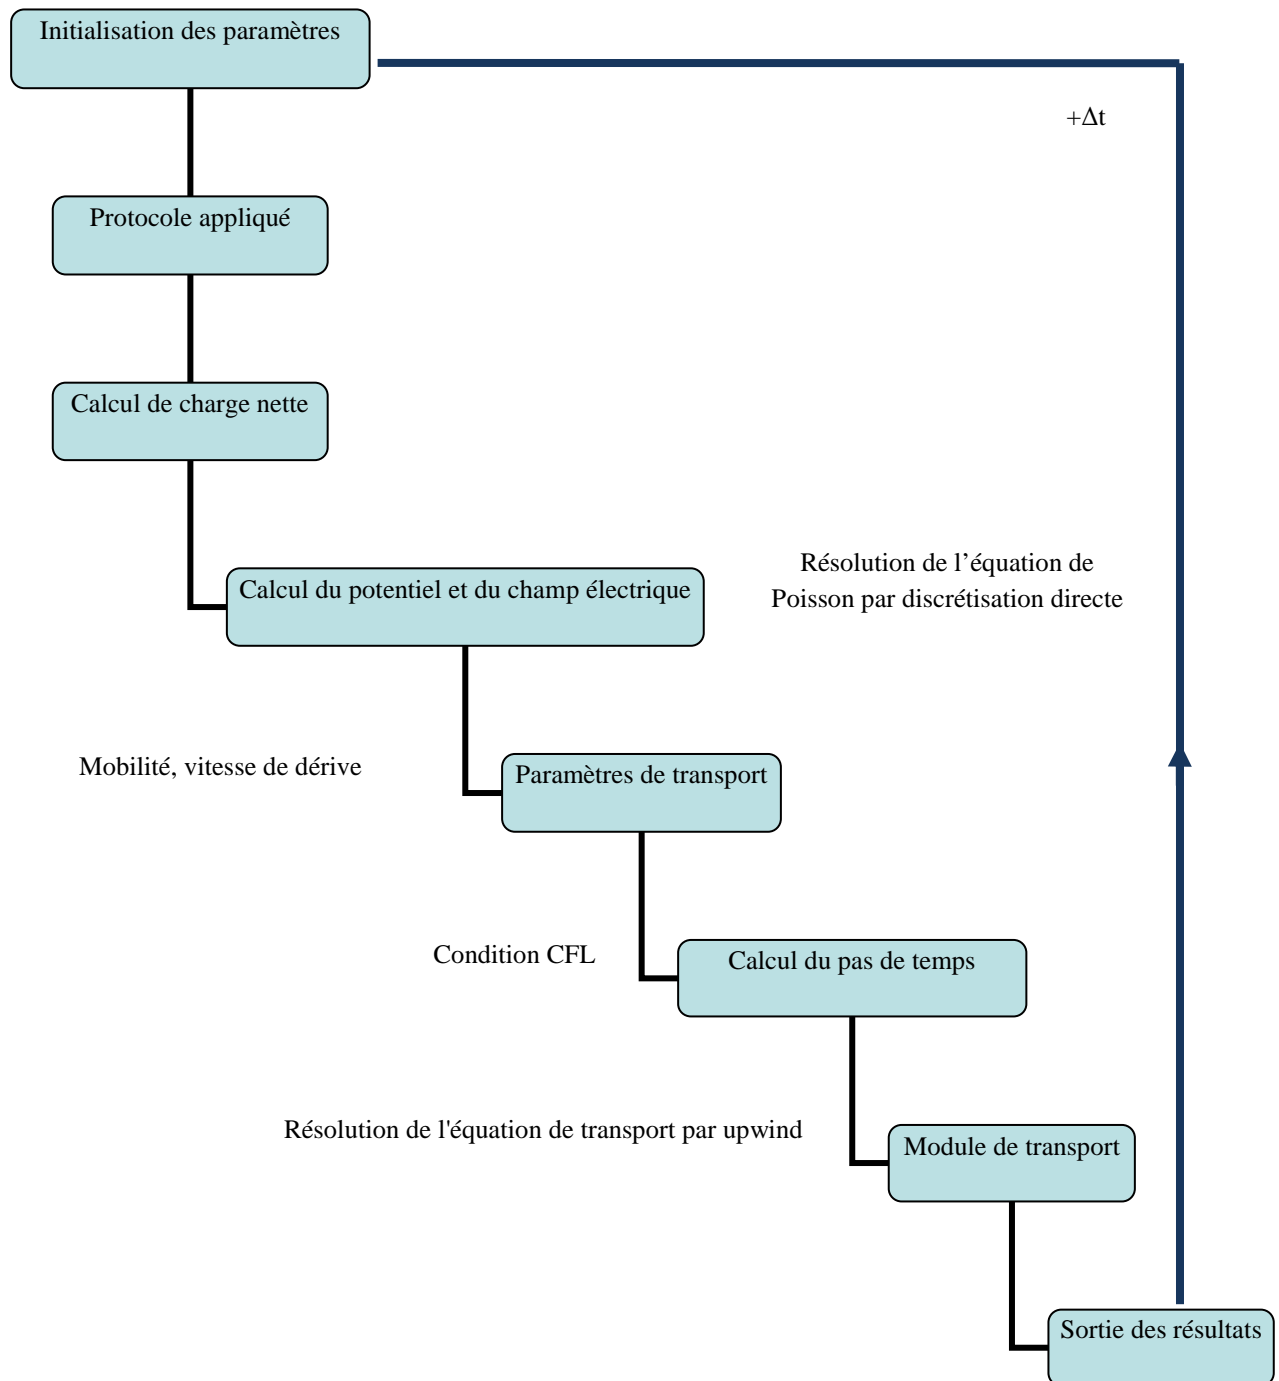 Initialisation des paramètres
+Δt
Protocole appliqué
Calcul de charge nette
Résolution de l’équation de
Poisson par discrétisation directe
Calcul du potentiel et du champ électrique
Mobilité, vitesse de dérive
Paramètres de transport
Condition CFL
Calcul du pas de temps
Résolution de l'équation de transport par upwind
Module de transport
Sortie des résultats